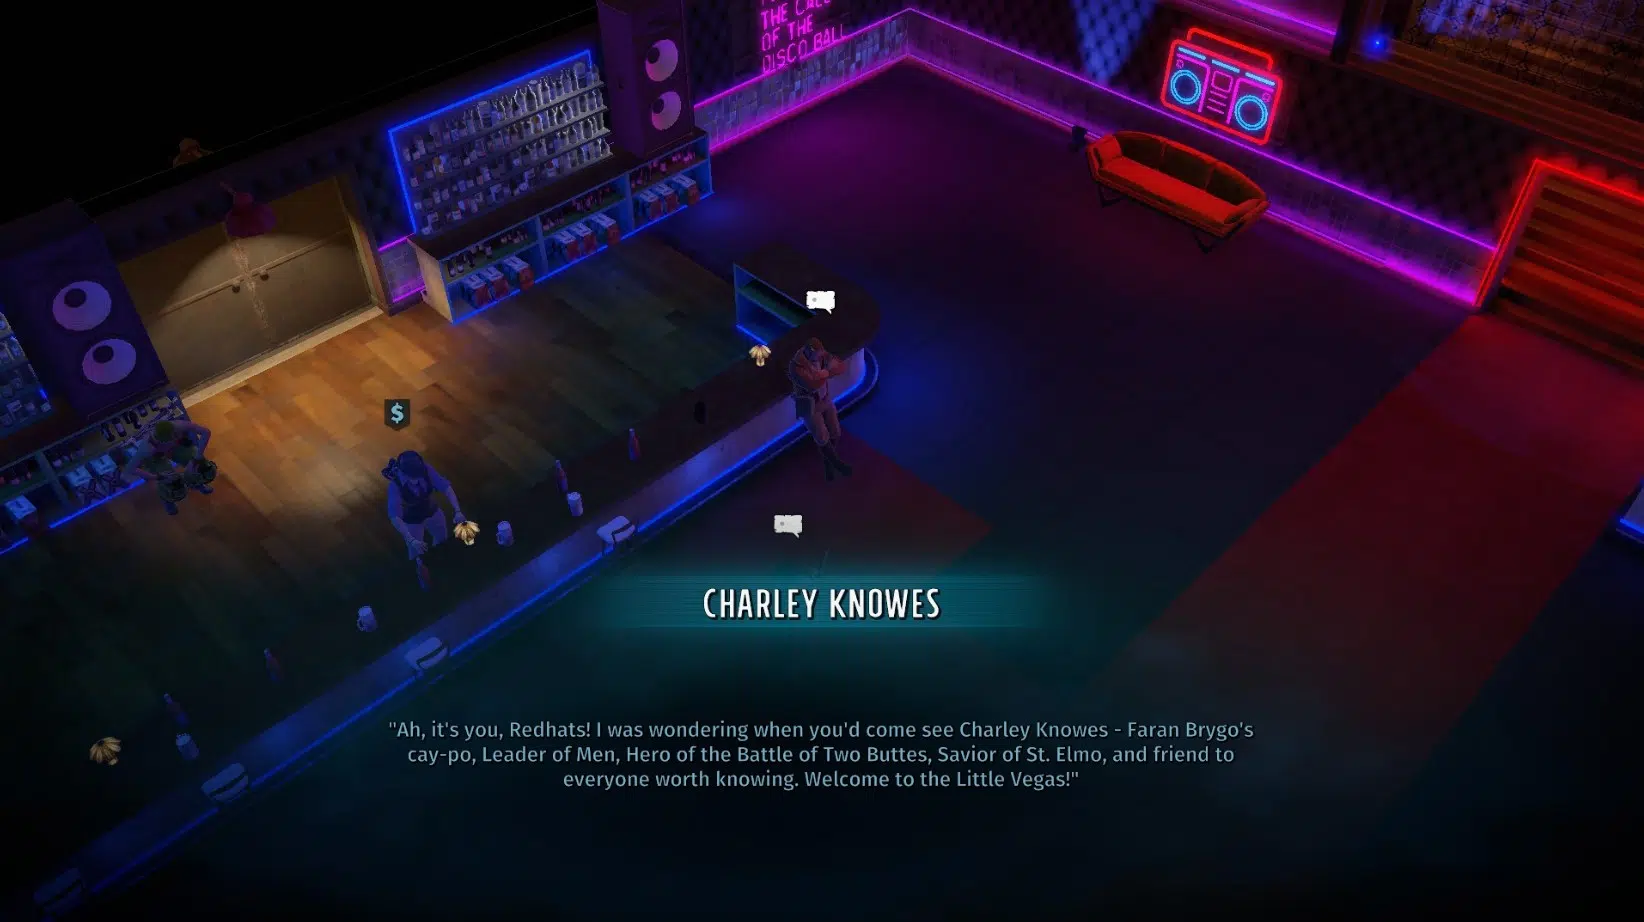 THE CALL
OF THE
DISCO BALL
$
CHARLEY KNOWES
"Ah, it's you, Redhats! I was wondering when you'd come see Charley Knowes - Faran Brygo's
cay-po, Leader of Men, Hero of the Battle of Two Buttes, Savior of St. Elmo, and friend to
everyone worth knowing. Welcome to the Little Vegas!"